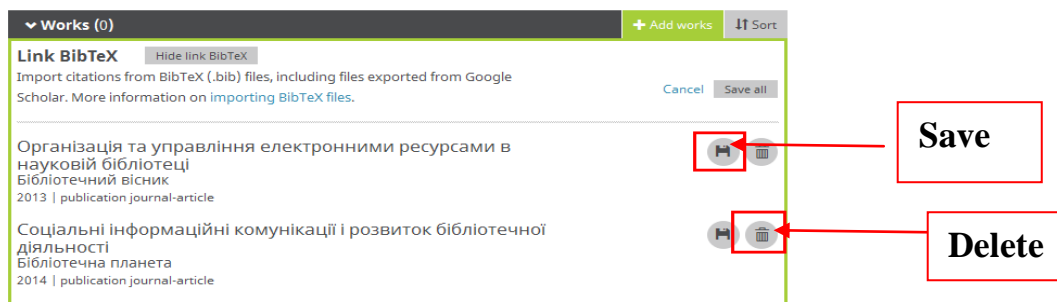 Works (0)
Add works
Sort
Link BibTeX Hide link BibTeX
Import citations from BibTeX (.bib) files, including files exported from Google
Scholar. More information on importing BibTeX files.
Cancel Save all
Організація та управління електронними ресурсами в
науковій бібліотеці
Бібліотечний вісник
2013 | publication journal-article
Save
Соціальні інформаційні комунікації і розвиток бібліотечної
діяльності
Бібліотечна планета
2014 | publication journal-article
Delete